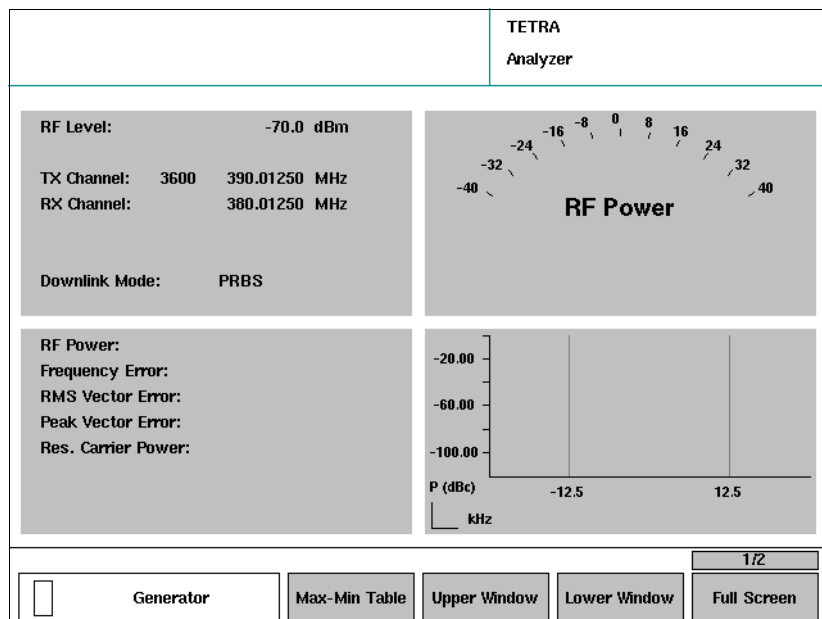 TETRA
Analyzer
RF Level: -70.0 dBm
TX Channel: 3600 390.01250 MHz
RX Channel: 380.01250 MHz
Downlink Mode: PRBS
-40 -32 -24 -16 -8 0 8 16 24 32 40
RF Power
RF Power:
Frequency Error:
RMS Vector Error:
Peak Vector Error:
Res. Carrier Power:
-20.00
-60.00
-100.00
P (dBc) -12.5 12.5
kHz
1/2
Generator Max-Min Table Upper Window Lower Window Full Screen